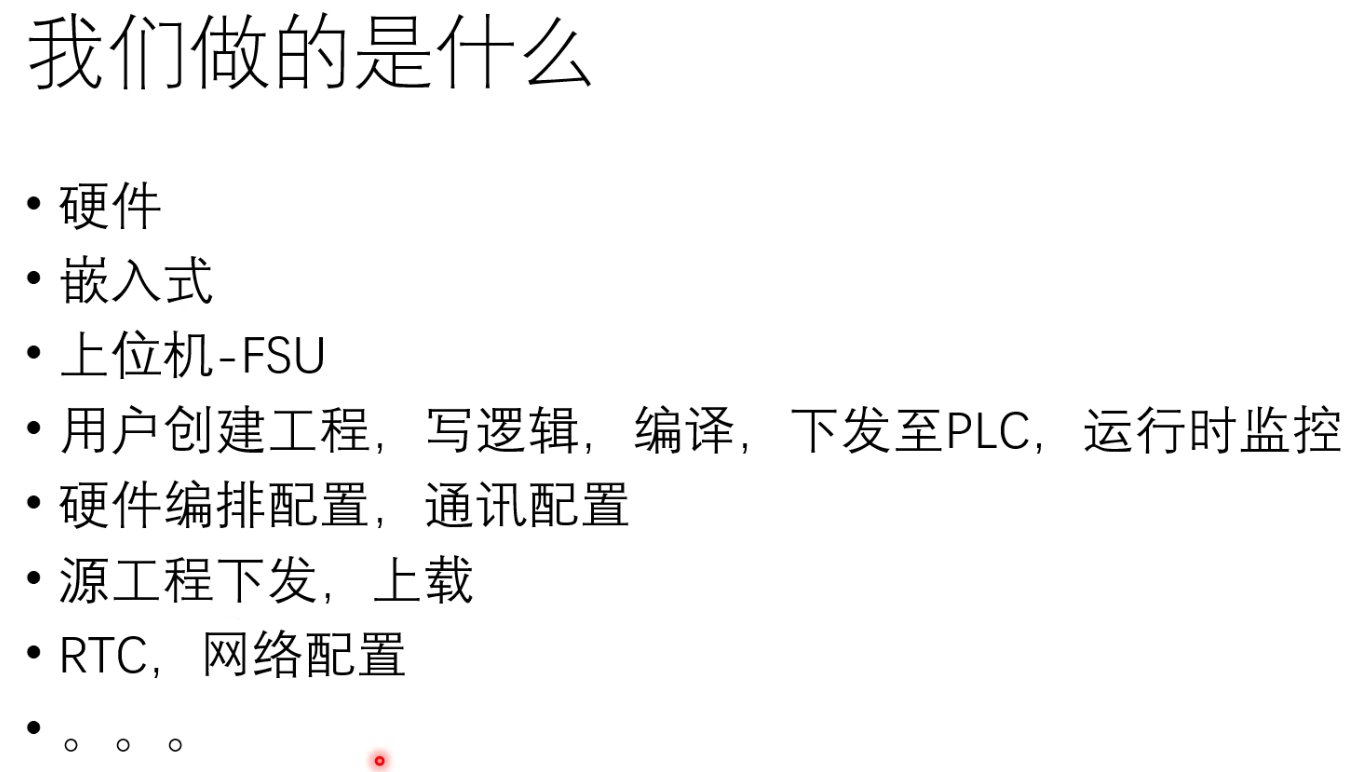 我们做的是什么
• 硬件
• 嵌入式
• 上位机-FSU
• 用户创建工程，写逻辑，编译，下发至PLC，运行时监控
• 硬件编排配置，通讯配置
• 源工程下发，上载
• RTC，网络配置
• 。。。